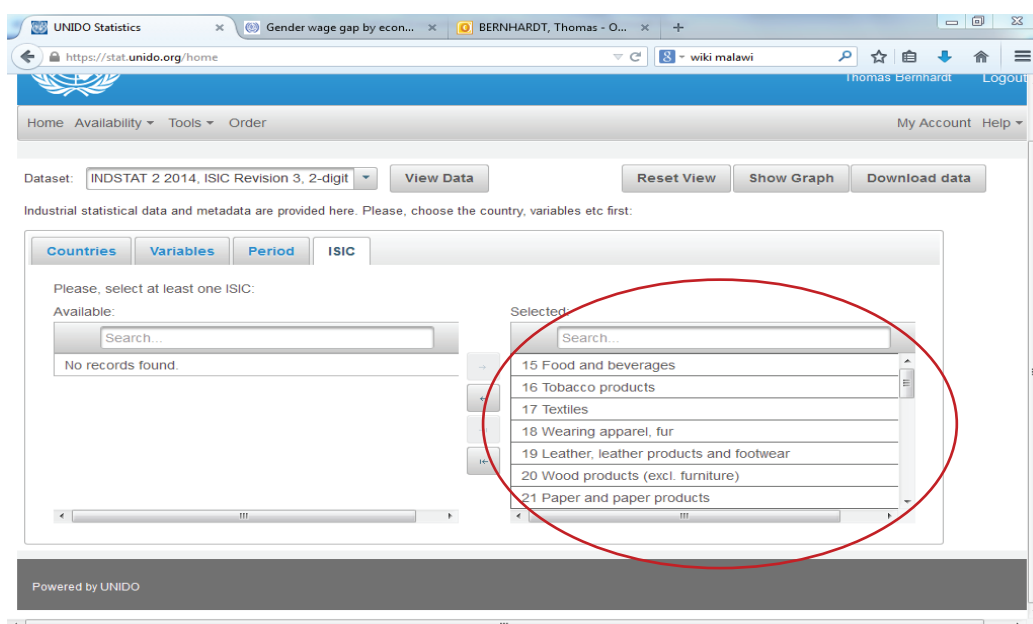 UNIDO Statistics × Gender wage gap by econ... × BERNHARDT, Thomas - O... × +
https://stat.unido.org/home wiki malawi
Thomas Bernhardt Logout
Home Availability Tools Order My Account Help
Dataset: INDSTAT 2 2014, ISIC Revision 3, 2-digit View Data Reset View Show Graph Download data
Industrial statistical data and metadata are provided here. Please, choose the country, variables etc first:
Countries Variables Period ISIC
Please, select at least one ISIC:
Available: Selected:
Search... Search...
No records found. 15 Food and beverages
16 Tobacco products
17 Textiles
18 Wearing apparel, fur
19 Leather, leather products and footwear
20 Wood products (excl. furniture)
21 Paper and paper products
Powered by UNIDO